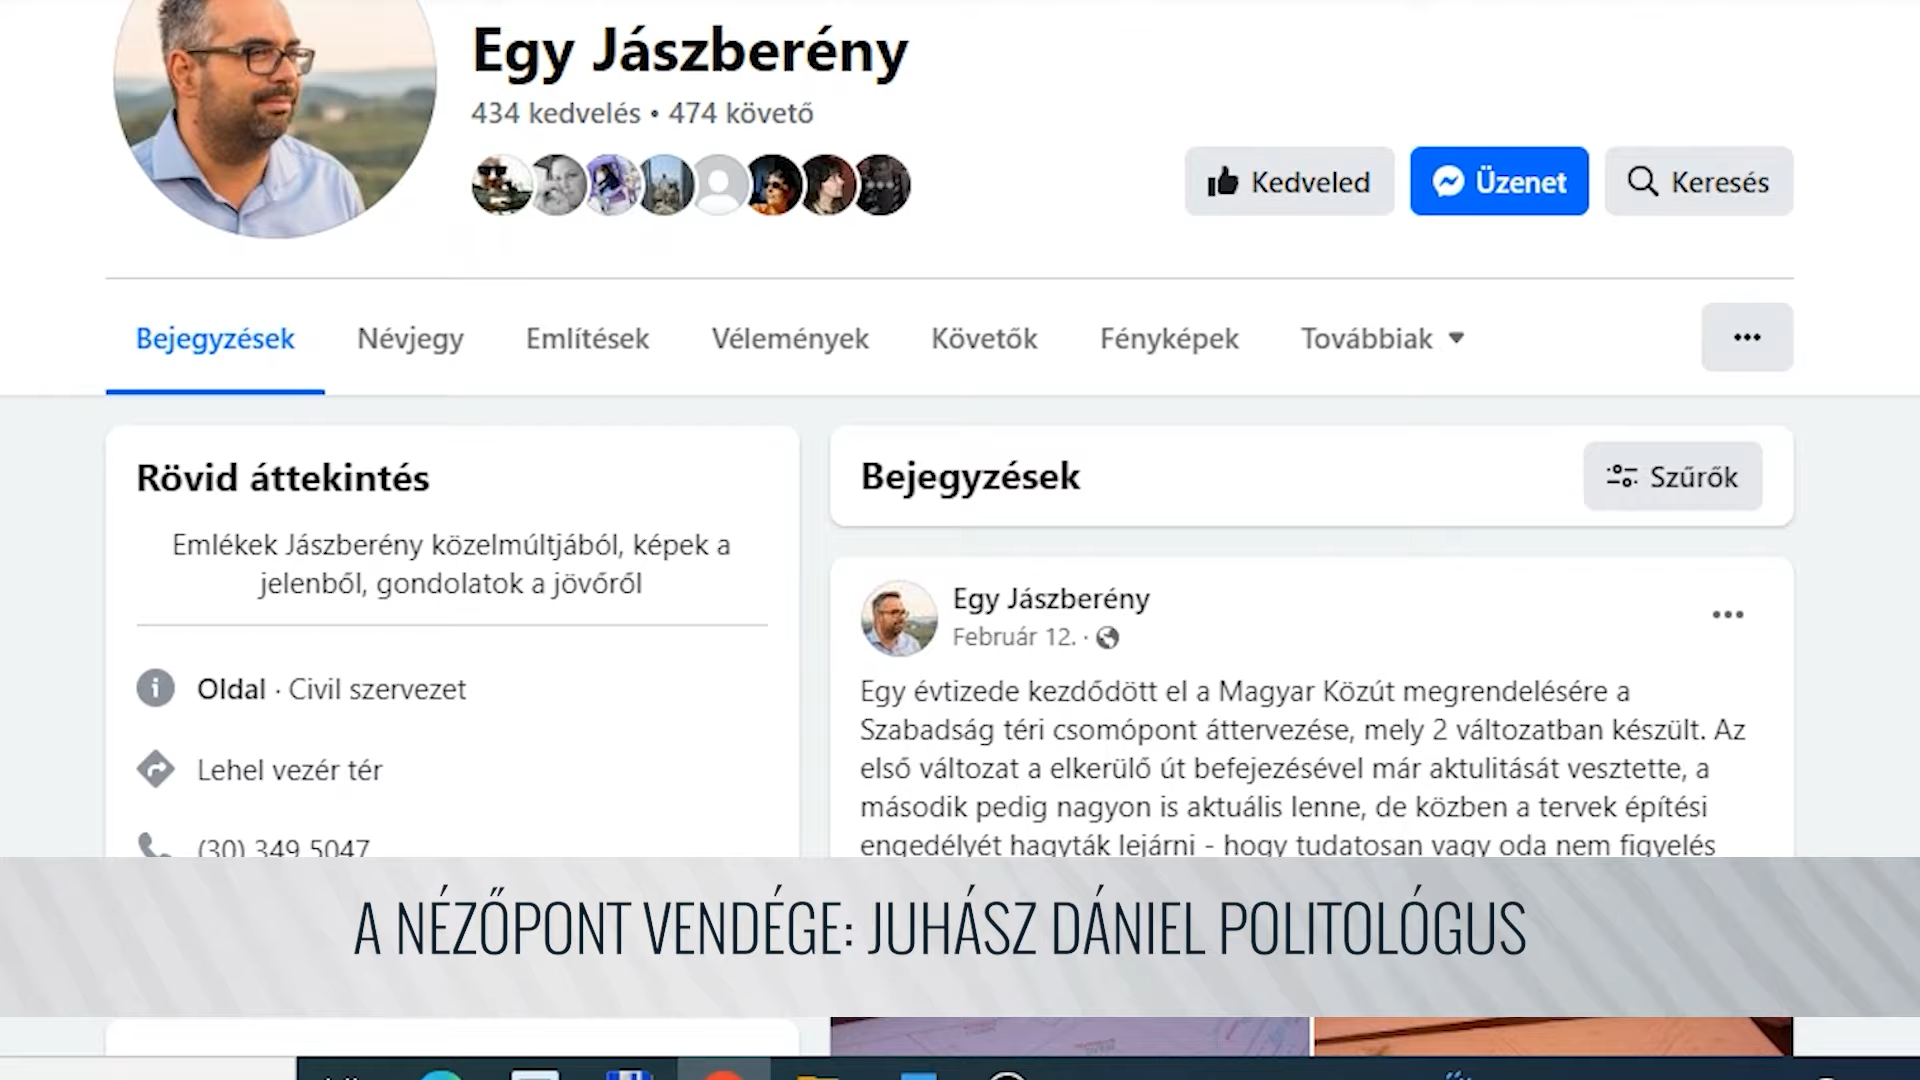 Egy Jászberény
434 kedvelés • 474 követő
Kedveled
Üzenet
Keresés
Bejegyzések
Névjegy
Említések
Vélemények
Követők
Fényképek
Továbbiak
Rövid áttekintés
Emlékek Jászberény közelmúltjából, képek a
jelenből, gondolatok a jövőről
Oldal · Civil szervezet
Lehel vezér tér
(30) 349 5047
Bejegyzések
Szűrők
Egy Jászberény
Február 12. ·
Egy évtizede kezdődött el a Magyar Közút megrendelésére a
Szabadság téri csomópont áttervezése, mely 2 változatban készült. Az
első változat a elkerülő út befejezésével már aktulitását vesztette, a
második pedig nagyon is aktuális lenne, de közben a tervek építési
engedélyét hagyták lejárni - hogy tudatosan vagy oda nem figyelés
A NÉZŐPONT VENDÉGE: JUHÁSZ DÁNIEL POLITOLÓGUS